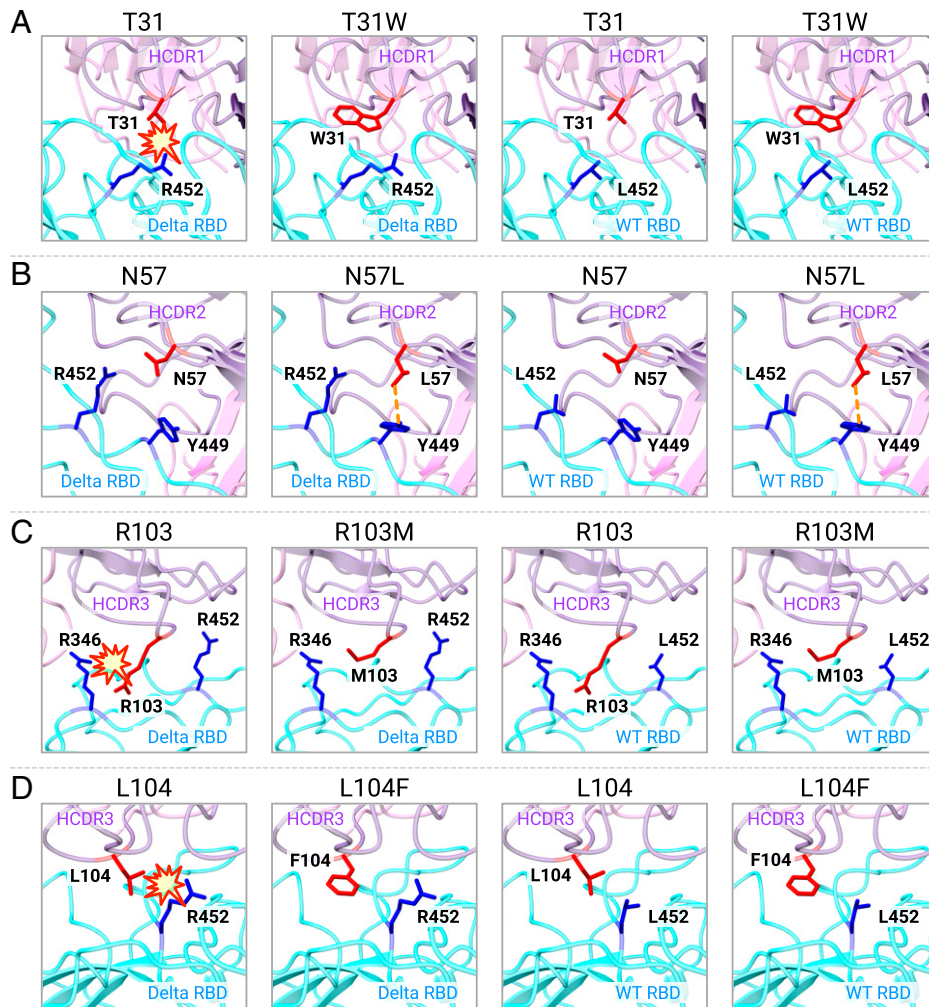 A
T31 T31W T31 T31W
HCDR1 HCDR1 HCDR1 HCDR1
T31 W31 T31 W31
R452 R452 L452 L452
Delta RBD Delta RBD WT RBD WT RBD
B
N57 N57L N57 N57L
HCDR2 HCDR2 HCDR2 HCDR2
R452 N57 R452 L57 L452 N57 L452 L57
Y449 Y449 Y449 Y449
Delta RBD Delta RBD WT RBD WT RBD
C
R103 R103M R103 R103M
HCDR3 HCDR3 HCDR3 HCDR3
R452 R452 L452 L452
R346 R346 R346 R346
R103 M103 R103 M103
Delta RBD Delta RBD WT RBD WT RBD
D
L104 L104F L104 L104F
HCDR3 HCDR3 HCDR3 HCDR3
L104 F104 L104 F104
R452 R452 L452 L452
Delta RBD Delta RBD WT RBD WT RBD